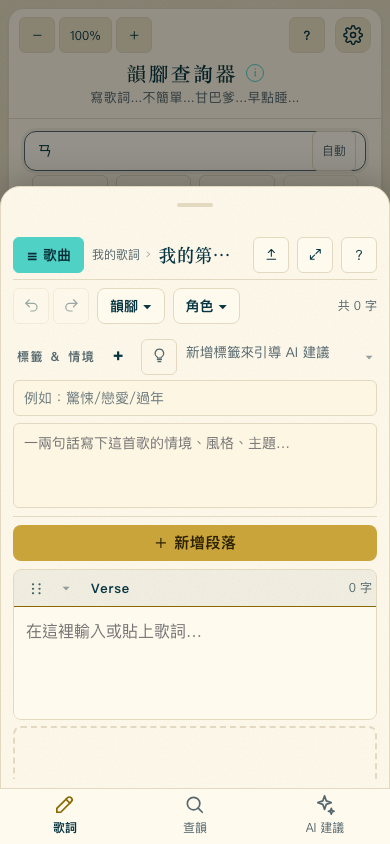 − 100% + ?
韻腳查詢器 i
寫歌詞...不簡單...甘巴爹...早點睡...
ㄢ 自動
≡ 歌曲 我的歌詞 › 我的第… ?
韻腳 角色 共 0 字
標籤 & 情境 + 新增標籤來引導 AI 建議
例如：驚悚/戀愛/過年
一兩句話寫下這首歌的情境、風格、主題…
+ 新增段落
Verse 0 字
在這裡輸入或貼上歌詞…
歌詞 查韻 AI 建議